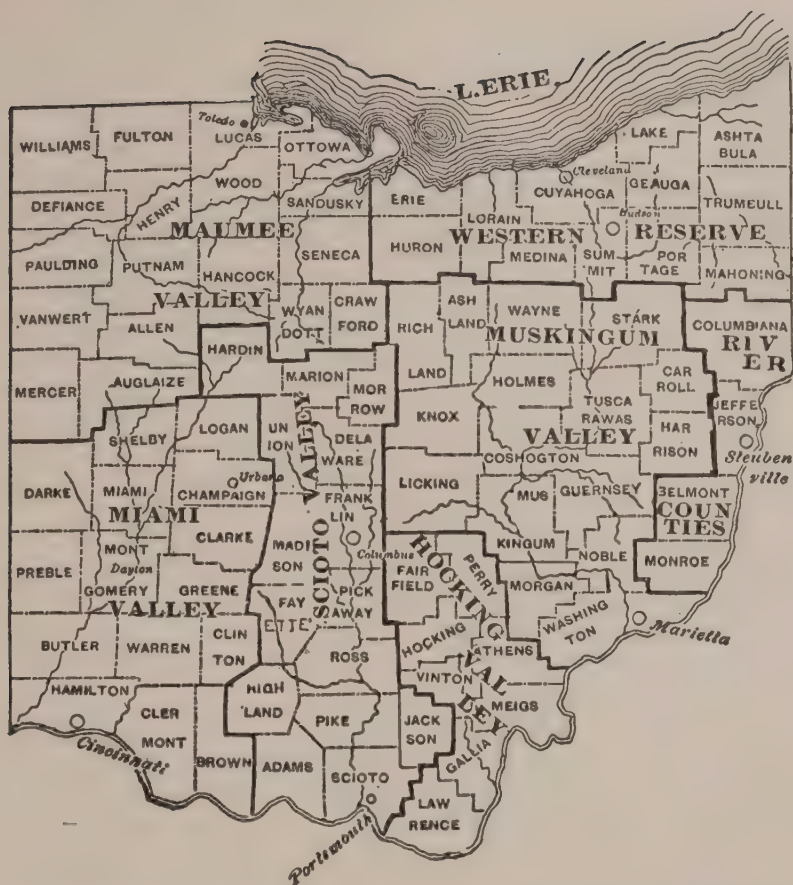 L. ERIE
WILLIAMS
FULTON
Toledo
LUCAS
OTTOWA
LAKE
ASHTA
BULA
Cleveland
CUYAHOGA
GEAUGA
WOOD
SANDUSKY
ERIE
LORAIN
TRUMEULL
DEFIANCE
HENRY
Hudson
MAUMEE
WESTERN
RESERVE
SENECA
HURON
MEDINA
SUM
MIT
POR
TAGE
MAHONING
PAULDING
PUTNAM
HANCOCK
VALLEY
WYAN
DOTT
CRAW
FORD
RICH
LAND
ASH
LAND
WAYNE
STARK
COLUMBIANA
VANWERT
ALLEN
MUSKINGUM
RIV
ER
HARDIN
MERCER
AUGLAIZE
MARION
MOR
ROW
HOLMES
CAR
ROLL
TUSCA
RAWAS
JEFFE
RSON
SHELBY
LOGAN
UN
ION
DELA
WARE
KNOX
VALLEY
HAR
RISON
Steuben
ville
COSHOGTON
DARKE
MIAMI
Urbana
CHAMPAIGN
SCIOTO VALLEY
FRANK
LIN
LICKING
MUS
KINGUM
GUERNSEY
BELMONT
COUN
TIES
MIAMI
CLARKE
MADI
SON
Columbus
HOCKING
NOBLE
MONROE
PREBLE
MONT
GOMERY
Dayton
GREENE
PICK
AWAY
FAIR
FIELD
PERRY
MORGAN
VALLEY
FAY
ETTE
WASHING
TON
Marietta
BUTLER
WARREN
CLIN
TON
ROSS
HOCKING
ATHENS
VAL
LEY
VINTON
HAMILTON
HIGH
LAND
MEIGS
CLER
MONT
PIKE
JACK
SON
Cincinnati
BROWN
ADAMS
SCIOTO
GALLIA
LAW
RENCE
Portsmouth